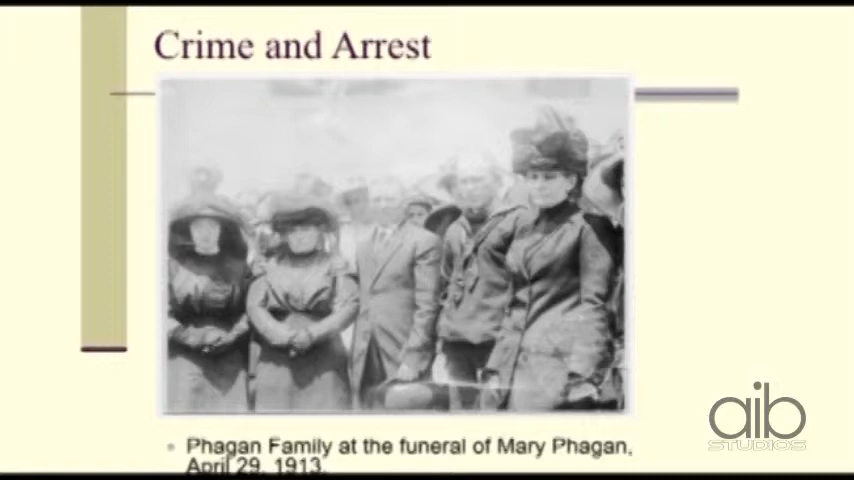 Crime and Arrest
Phagan Family at the funeral of Mary Phagan,
April 29, 1913.
aib
STUDIOS